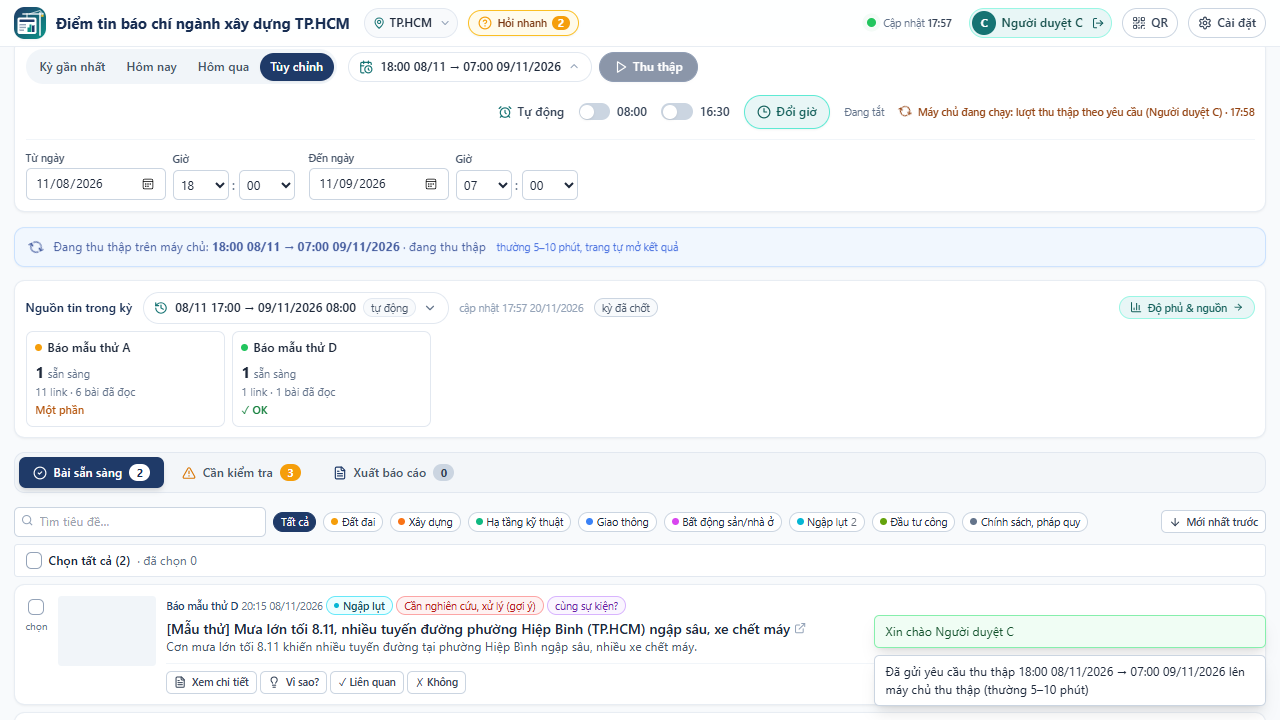 Điểm tin báo chí ngành xây dựng TP.HCM
TP.HCM
Hỏi nhanh 2
Cập nhật 17:57
C Người duyệt C
QR
Cài đặt
Kỳ gần nhất
Hôm nay
Hôm qua
Tùy chỉnh
18:00 08/11 → 07:00 09/11/2026
Thu thập
Tự động
08:00
16:30
Đổi giờ
Đang tắt
Máy chủ đang chạy: lượt thu thập theo yêu cầu (Người duyệt C) · 17:58
Từ ngày
Giờ
Đến ngày
Giờ
11/08/2026
18 : 00
11/09/2026
07 : 00
Đang thu thập trên máy chủ: 18:00 08/11 → 07:00 09/11/2026 · đang thu thập thường 5–10 phút, trang tự mở kết quả
Nguồn tin trong kỳ
08/11 17:00 → 09/11/2026 08:00 tự động
cập nhật 17:57 20/11/2026
kỳ đã chốt
Độ phủ & nguồn →
Báo mẫu thử A
1 sẵn sàng
11 link · 6 bài đã đọc
Một phần
Báo mẫu thử D
1 sẵn sàng
1 link · 1 bài đã đọc
✓ OK
Bài sẵn sàng 2
Cần kiểm tra 3
Xuất báo cáo 0
Tìm tiêu đề...
Tất cả
Đất đai
Xây dựng
Hạ tầng kỹ thuật
Giao thông
Bất động sản/nhà ở
Ngập lụt 2
Đầu tư công
Chính sách, pháp quy
↓ Mới nhất trước
Chọn tất cả (2) · đã chọn 0
chọn
Báo mẫu thử D 20:15 08/11/2026 Ngập lụt Cần nghiên cứu, xử lý (gợi ý) cùng sự kiện?
[Mẫu thử] Mưa lớn tối 8.11, nhiều tuyến đường phường Hiệp Bình (TP.HCM) ngập sâu, xe chết máy
Cơn mưa lớn tối 8.11 khiến nhiều tuyến đường tại phường Hiệp Bình ngập sâu, nhiều xe chết máy.
Xem chi tiết
Vì sao?
✓ Liên quan
✗ Không
Xin chào Người duyệt C
Đã gửi yêu cầu thu thập 18:00 08/11/2026 → 07:00 09/11/2026 lên
máy chủ thu thập (thường 5–10 phút)